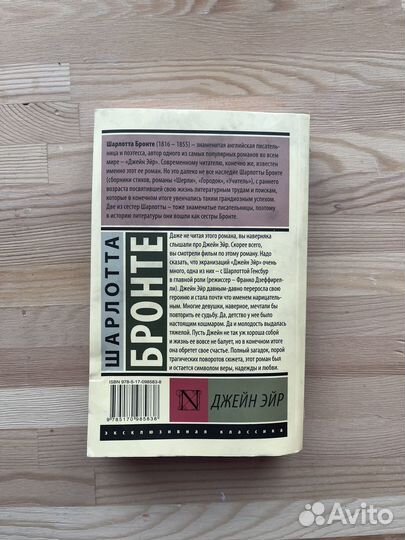 Шарлотта Бронте (1816 – 1855) – знаменитая английская писатель-
ница и поэтесса, автор одного из самых популярных романов во всем
мире – «Джейн Эйр». Современному читателю, конечно же, известен
именно этот ее роман. Но это далеко не все наследие Шарлотты Бронте
(сборники стихов, романы «Шерли», «Городок», «Учитель»), с раннего
возраста посвятившей свою жизнь литературным трудам и поискам,
которые в конечном итоге увенчались таким грандиозным успехом.
Две из сестер Шарлотты – тоже знаменитые писательницы, поэтому
в историю литературы они вошли как сестры Бронте.
ШАРЛОТТА
БРОНТЕ
Даже не читая этого романа, вы наверняка
слышали про Джейн Эйр. Скорее всего,
вы смотрели фильм по этому роману. Надо
сказать, что экранизаций «Джейн Эйр» очень
много, одна из них – с Шарлоттой Генсбур
в главной роли (режиссер – Франко Дзеффирел-
ли). Джейн Эйр давным-давно переросла свою
героиню и стала почти что именем нарицатель-
ным. Многие девушки, наверное, мечтали бы
повторить ее судьбу. Да, детство у нее было
настоящим кошмаром. Да и молодость выдалась
тяжелой. Пусть Джейн не так уж хороша собой
и жизнь ее вовсе не балует, но в конечном итоге
она обретет свое счастье. Полный загадок, порой
трагических поворотов сюжета, этот роман был
и остается символом веры, надежды и любви.
ISBN 978-5-17-098583-8
9 785170 985838
N
ДЖЕЙН ЭЙР
ЭКСКЛЮЗИВНАЯ КЛАССИКА
Avito